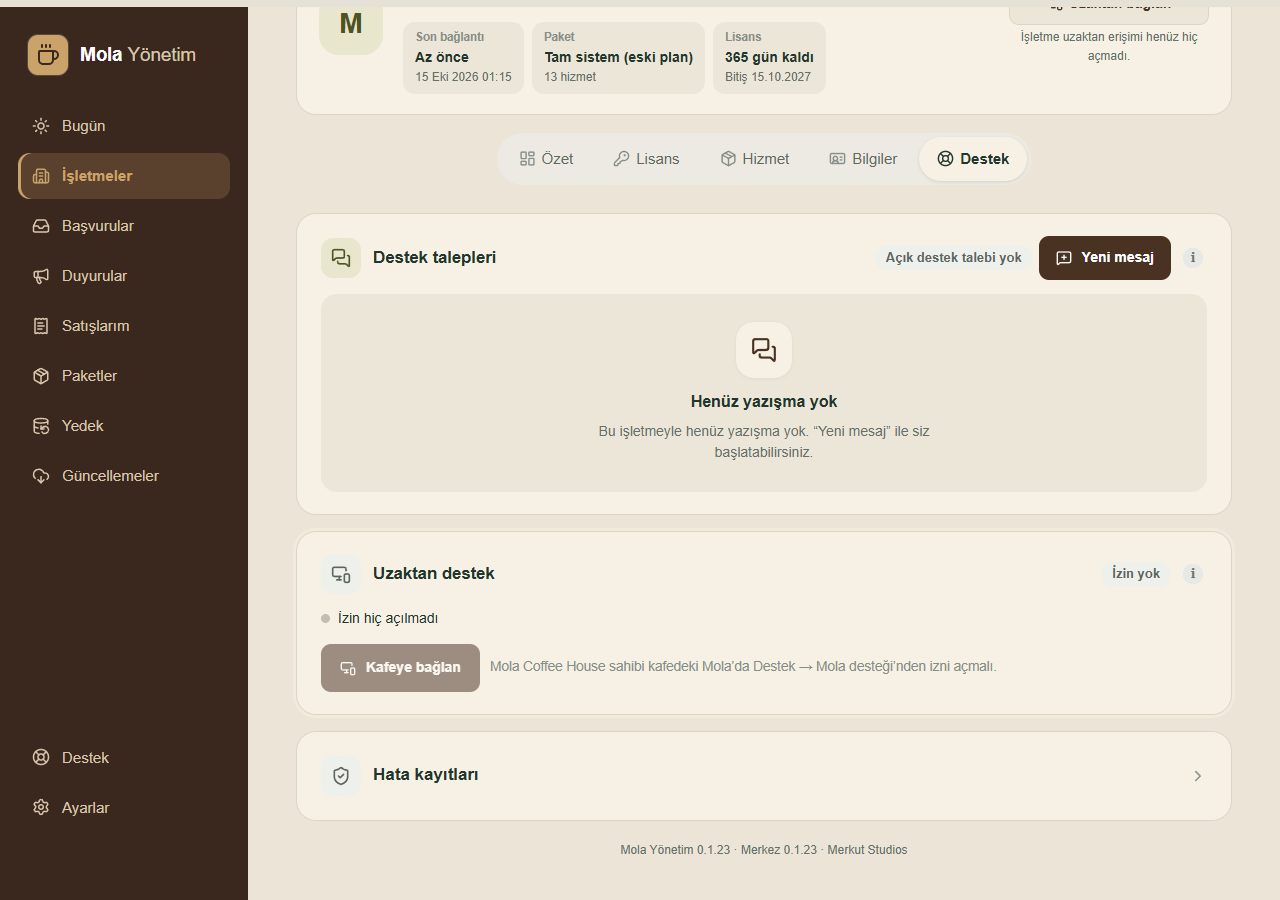 Mola Yönetim
Bugün
İşletmeler
Başvurular
Duyurular
Satışlarım
Paketler
Yedek
Güncellemeler
Destek
Ayarlar
M
Son bağlantı
Az önce
15 Eki 2026 01:15
Paket
Tam sistem (eski plan)
13 hizmet
Lisans
365 gün kaldı
Bitiş 15.10.2027
İşletme uzaktan erişimi henüz hiç
açmadı.
Özet
Lisans
Hizmet
Bilgiler
Destek
Destek talepleri
Açık destek talebi yok
Yeni mesaj
i
Henüz yazışma yok
Bu işletmeyle henüz yazışma yok. “Yeni mesaj” ile siz
başlatabilirsiniz.
Uzaktan destek
İzin yok
i
İzin hiç açılmadı
Kafeye bağlan
Mola Coffee House sahibi kafedeki Mola’da Destek → Mola desteği’nden izni açmalı.
Hata kayıtları
Mola Yönetim 0.1.23 · Merkez 0.1.23 · Merkut Studios